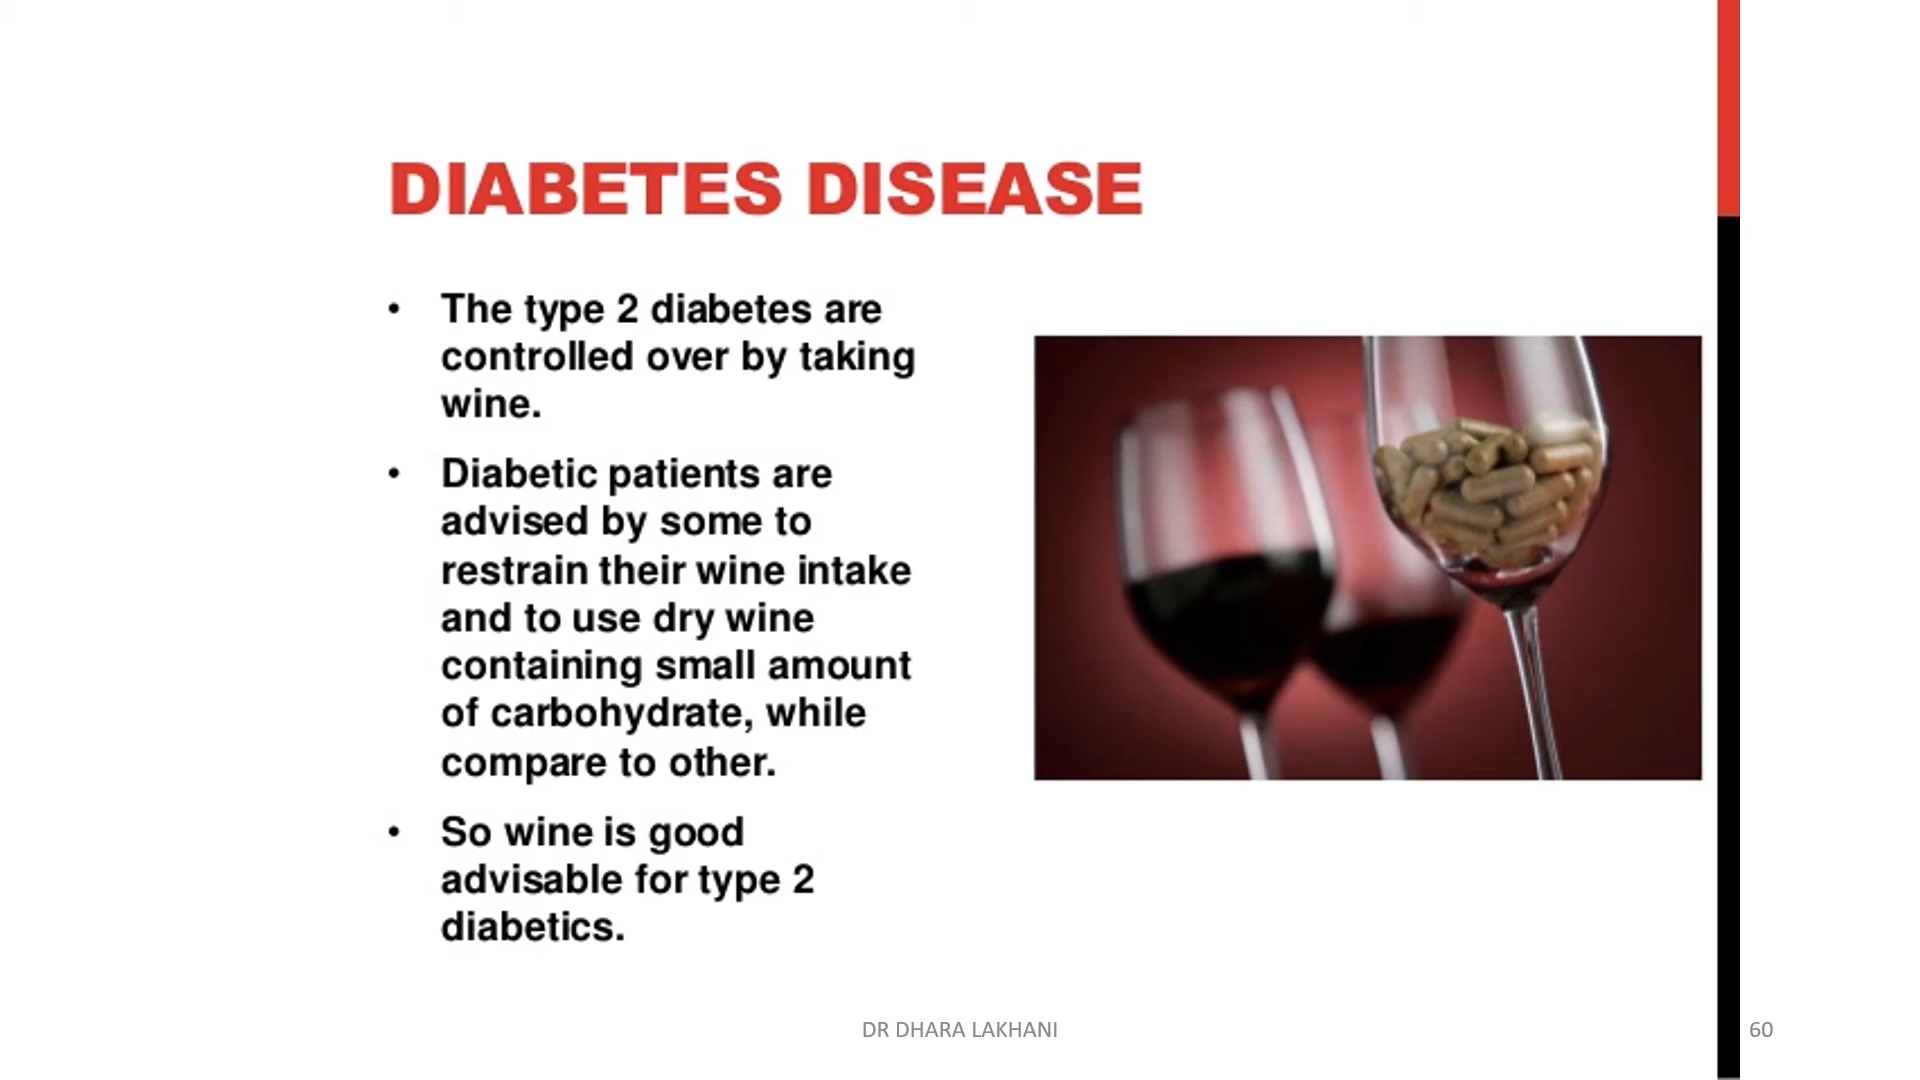 DIABETES DISEASE
• The type 2 diabetes are
controlled over by taking
wine.
• Diabetic patients are
advised by some to
restrain their wine intake
and to use dry wine
containing small amount
of carbohydrate, while
compare to other.
• So wine is good
advisable for type 2
diabetics.
DR DHARA LAKHANI
60